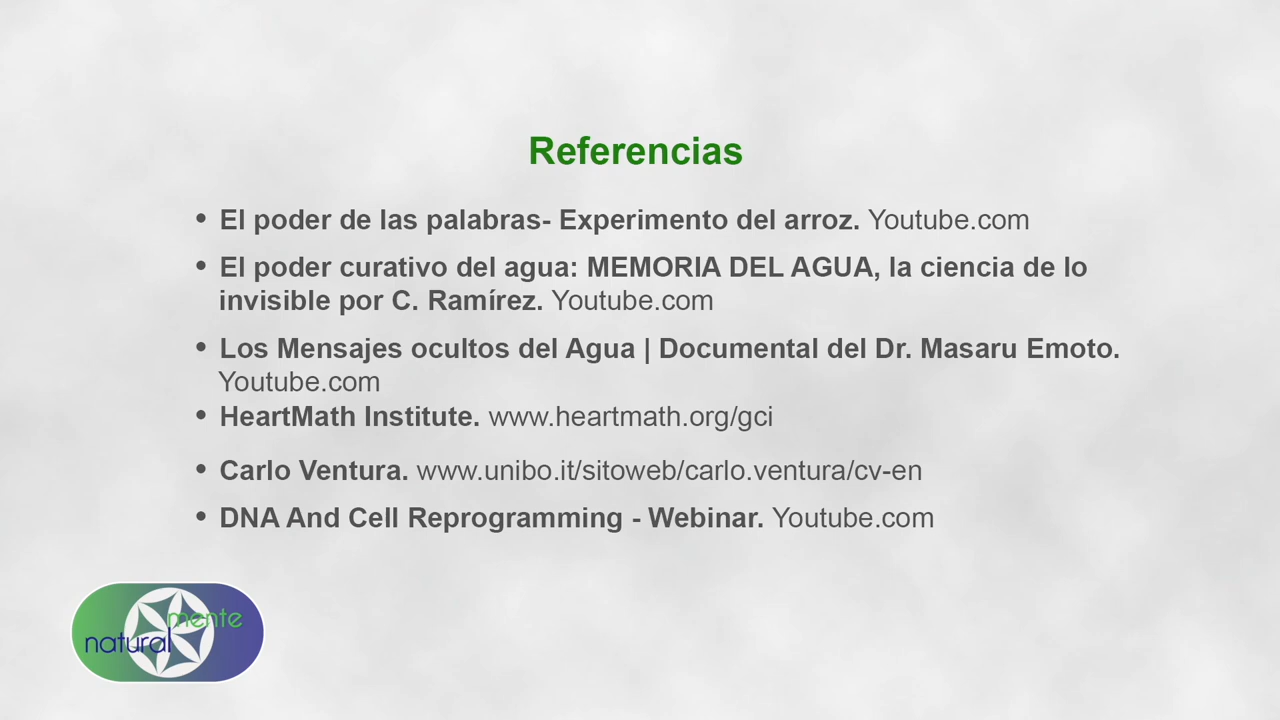 Referencias
• El poder de las palabras- Experimento del arroz. Youtube.com
• El poder curativo del agua: MEMORIA DEL AGUA, la ciencia de lo
invisible por C. Ramírez. Youtube.com
• Los Mensajes ocultos del Agua | Documental del Dr. Masaru Emoto.
Youtube.com
• HeartMath Institute. www.heartmath.org/gci
• Carlo Ventura. www.unibo.it/sitoweb/carlo.ventura/cv-en
• DNA And Cell Reprogramming - Webinar. Youtube.com
mente
natural